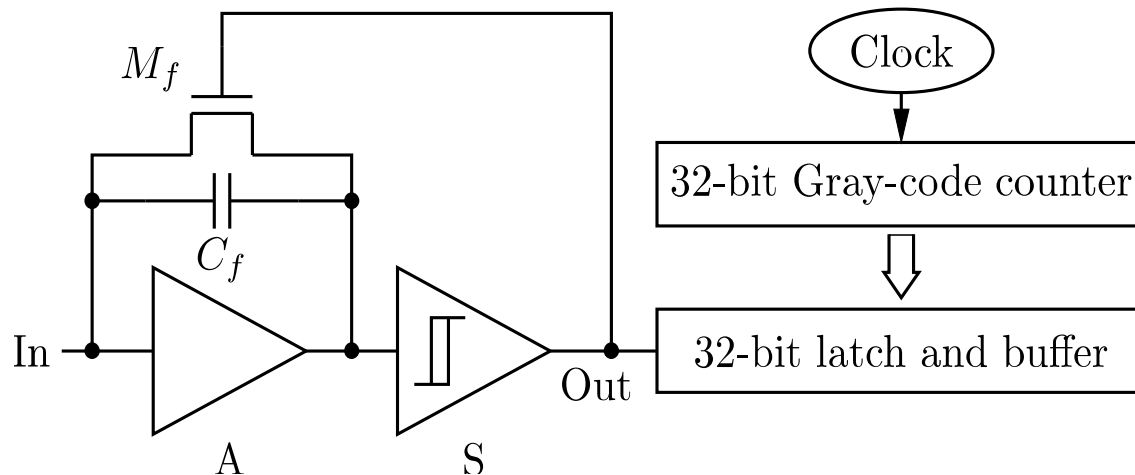 M_f
Clock
32-bit Gray-code counter
C_f
In
32-bit latch and buffer
Out
A
S